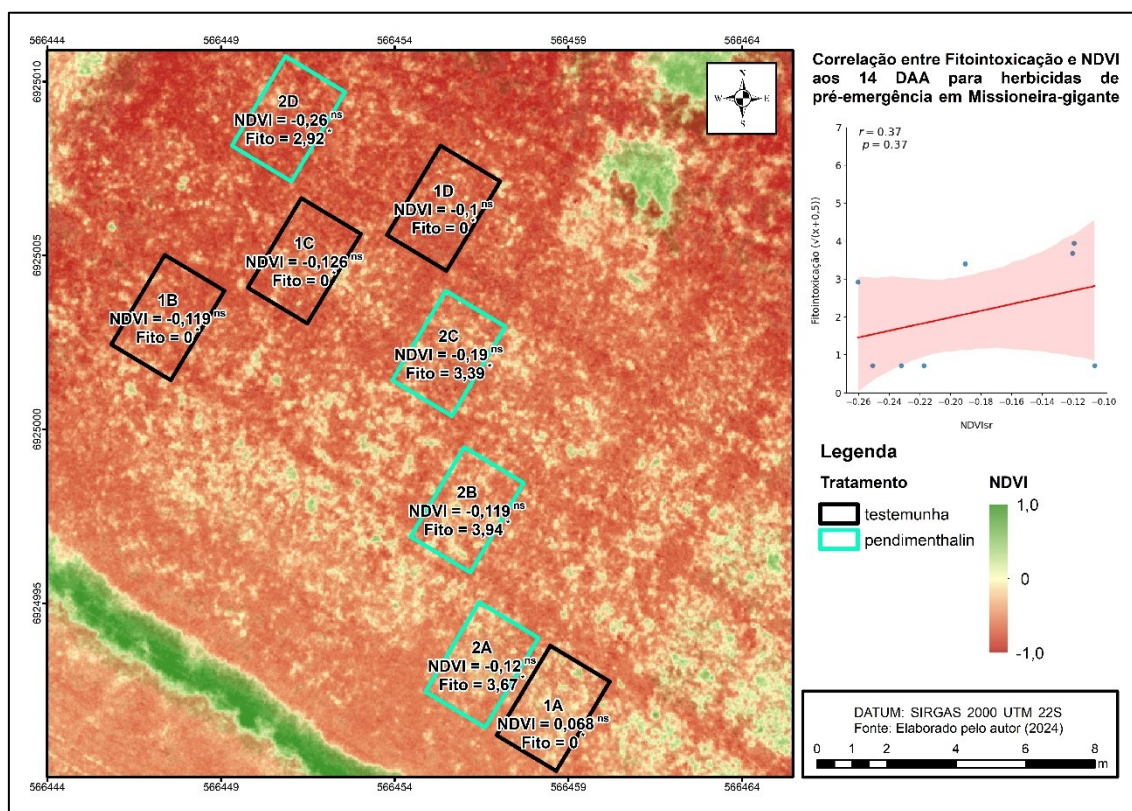 566444 566449 566454 566459 566464
6925010
6925005
6925000
6924995
N
W E
S
2D
NDVI = -0,26 ns
Fito = 2,92 *
1D
NDVI = -0,1 ns
Fito = 0 *
1C
NDVI = -0,126 ns
Fito = 0 *
1B
NDVI = -0,119 ns
Fito = 0 *
2C
NDVI = -0,19 ns
Fito = 3,39 *
2B
NDVI = -0,119 ns
Fito = 3,94 *
2A
NDVI = -0,12 ns
Fito = 3,67 *
1A
NDVI = 0,068 ns
Fito = 0 *
566444 566449 566454 566459 566464
Correlação entre Fitointoxicação e NDVI
aos 14 DAA para herbicidas de
pré-emergência em Missioneira-gigante
r = 0.37
p = 0.37
Fitointoxicação (√(x+0,5))
7
6
5
4
3
2
1
0
−0.26 −0.24 −0.22 −0.20 −0.18 −0.16 −0.14 −0.12 −0.10
NDVIsr
Legenda
Tratamento
testemunha
pendimenthalin
NDVI
1,0
0
-1,0
DATUM: SIRGAS 2000 UTM 22S
Fonte: Elaborado pelo autor (2024)
0 1 2 4 6 8
m